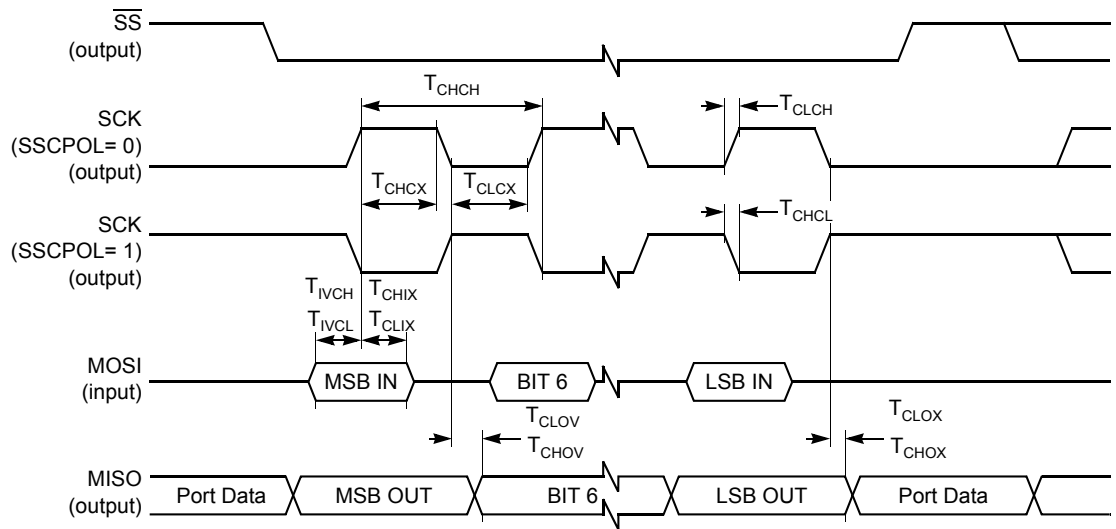 SS
(output)
T_CHCH
T_CLCH
SCK
(SSCPOL= 0)
(output)
T_CHCX
T_CLCX
T_CHCL
SCK
(SSCPOL= 1)
(output)
T_IVCH
T_CHIX
T_IVCL
T_CLIX
MOSI
(input)
MSB IN
BIT 6
LSB IN
T_CLOV
T_CLOX
T_CHOV
T_CHOX
MISO
(output)
Port Data
MSB OUT
BIT 6
LSB OUT
Port Data